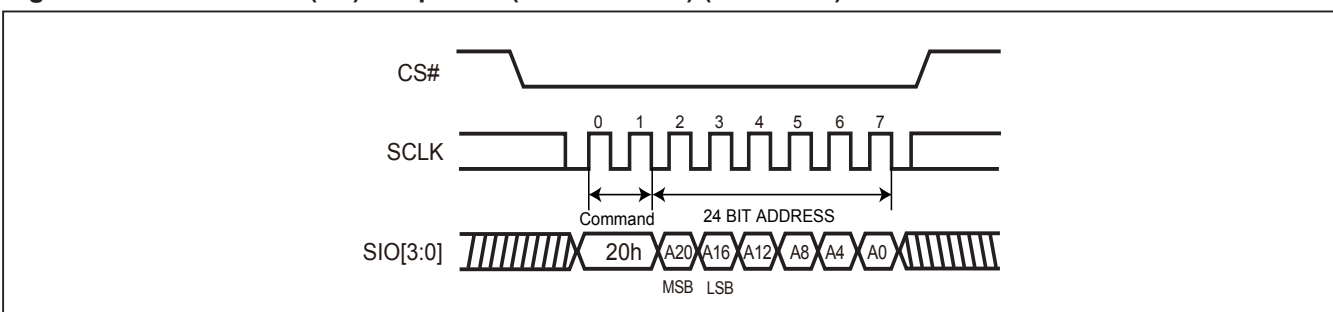 CS#
0 1 2 3 4 5 6 7
SCLK
Command 24 BIT ADDRESS
SIO[3:0] 20h A20 A16 A12 A8 A4 A0
MSB LSB